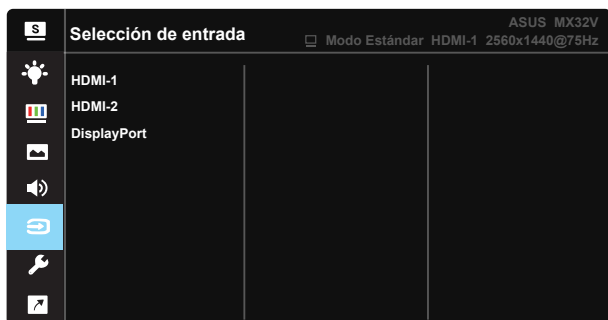 S
Selección de entrada
ASUS MX32V
Modo Estándar HDMI-1 2560x1440@75Hz
HDMI-1
HDMI-2
DisplayPort